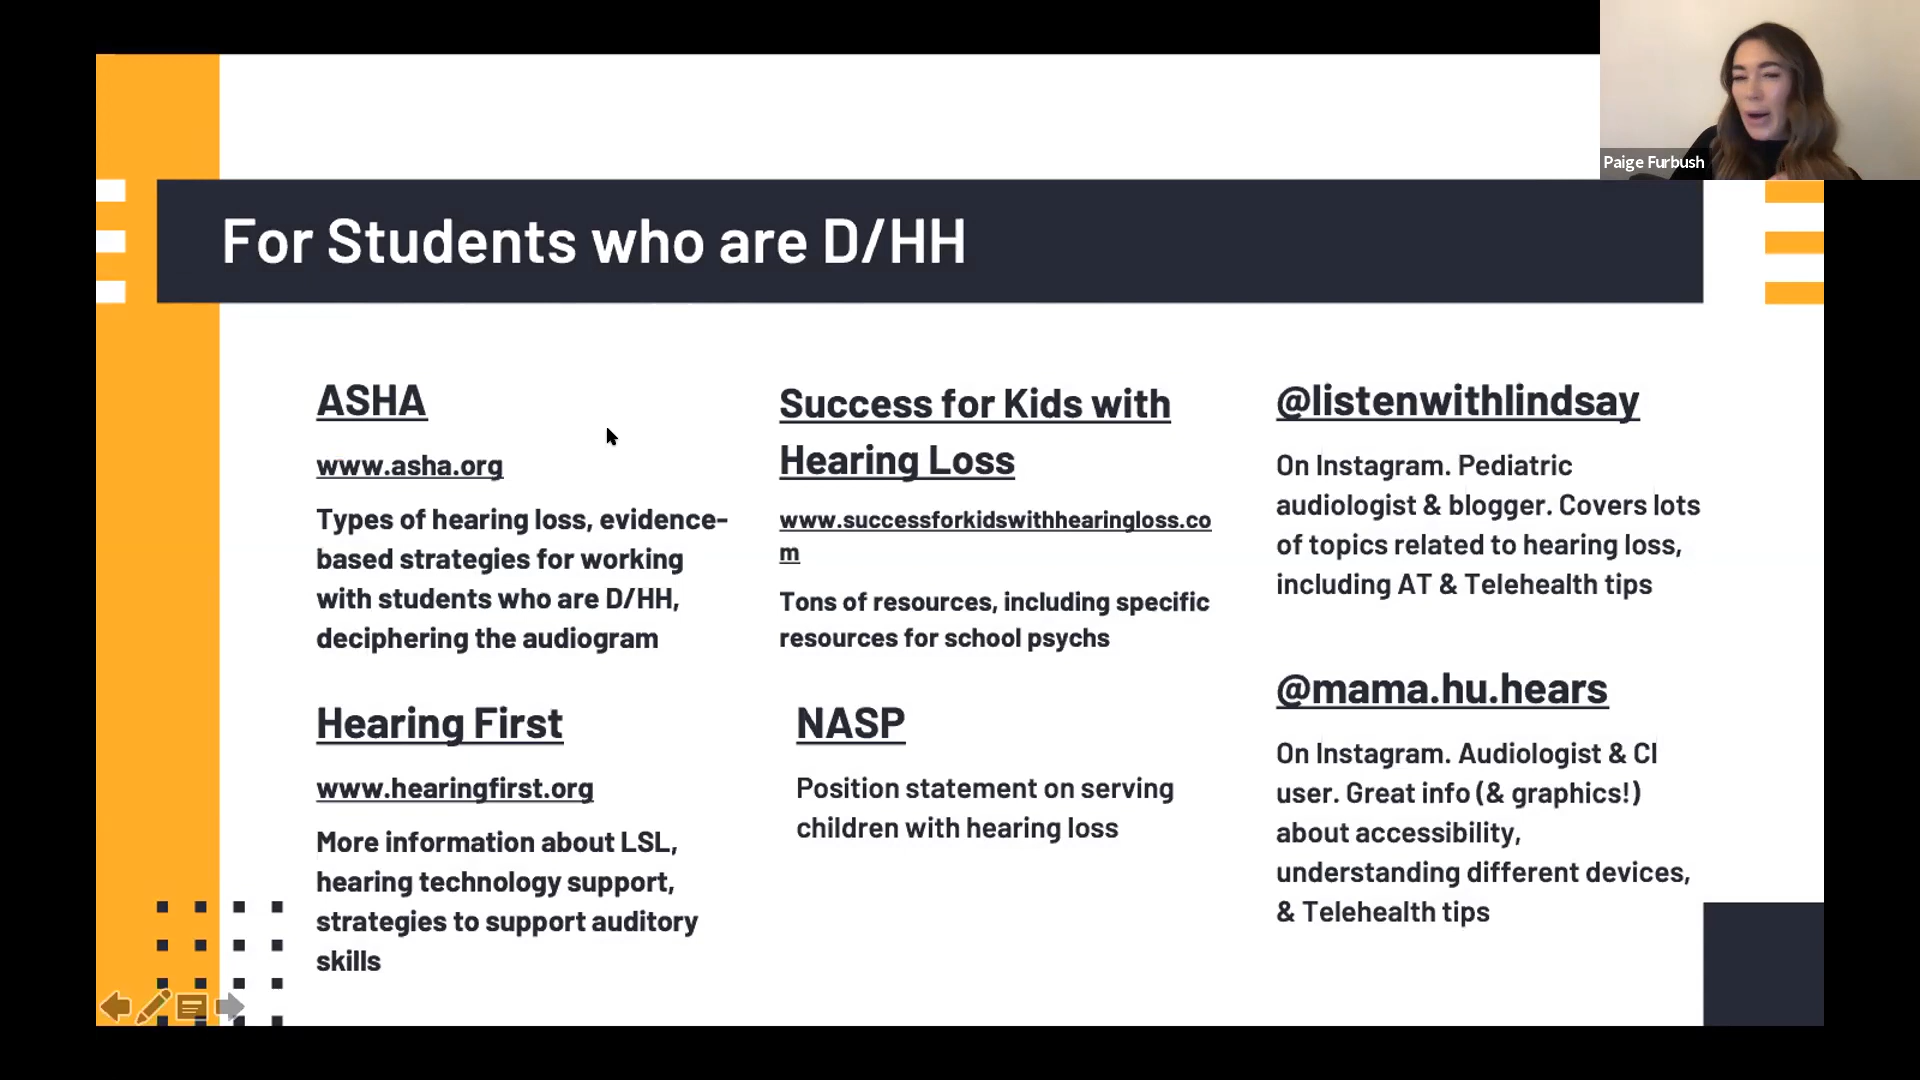 Paige Furbush
For Students who are D/HH
ASHA
www.asha.org
Types of hearing loss, evidence-
based strategies for working
with students who are D/HH,
deciphering the audiogram
Hearing First
www.hearingfirst.org
More information about LSL,
hearing technology support,
strategies to support auditory
skills
Success for Kids with
Hearing Loss
www.successforkidswithhearingloss.co
m
Tons of resources, including specific
resources for school psychs
NASP
Position statement on serving
children with hearing loss
@listenwithlindsay
On Instagram. Pediatric
audiologist & blogger. Covers lots
of topics related to hearing loss,
including AT & Telehealth tips
@mama.hu.hears
On Instagram. Audiologist & CI
user. Great info (& graphics!)
about accessibility,
understanding different devices,
& Telehealth tips